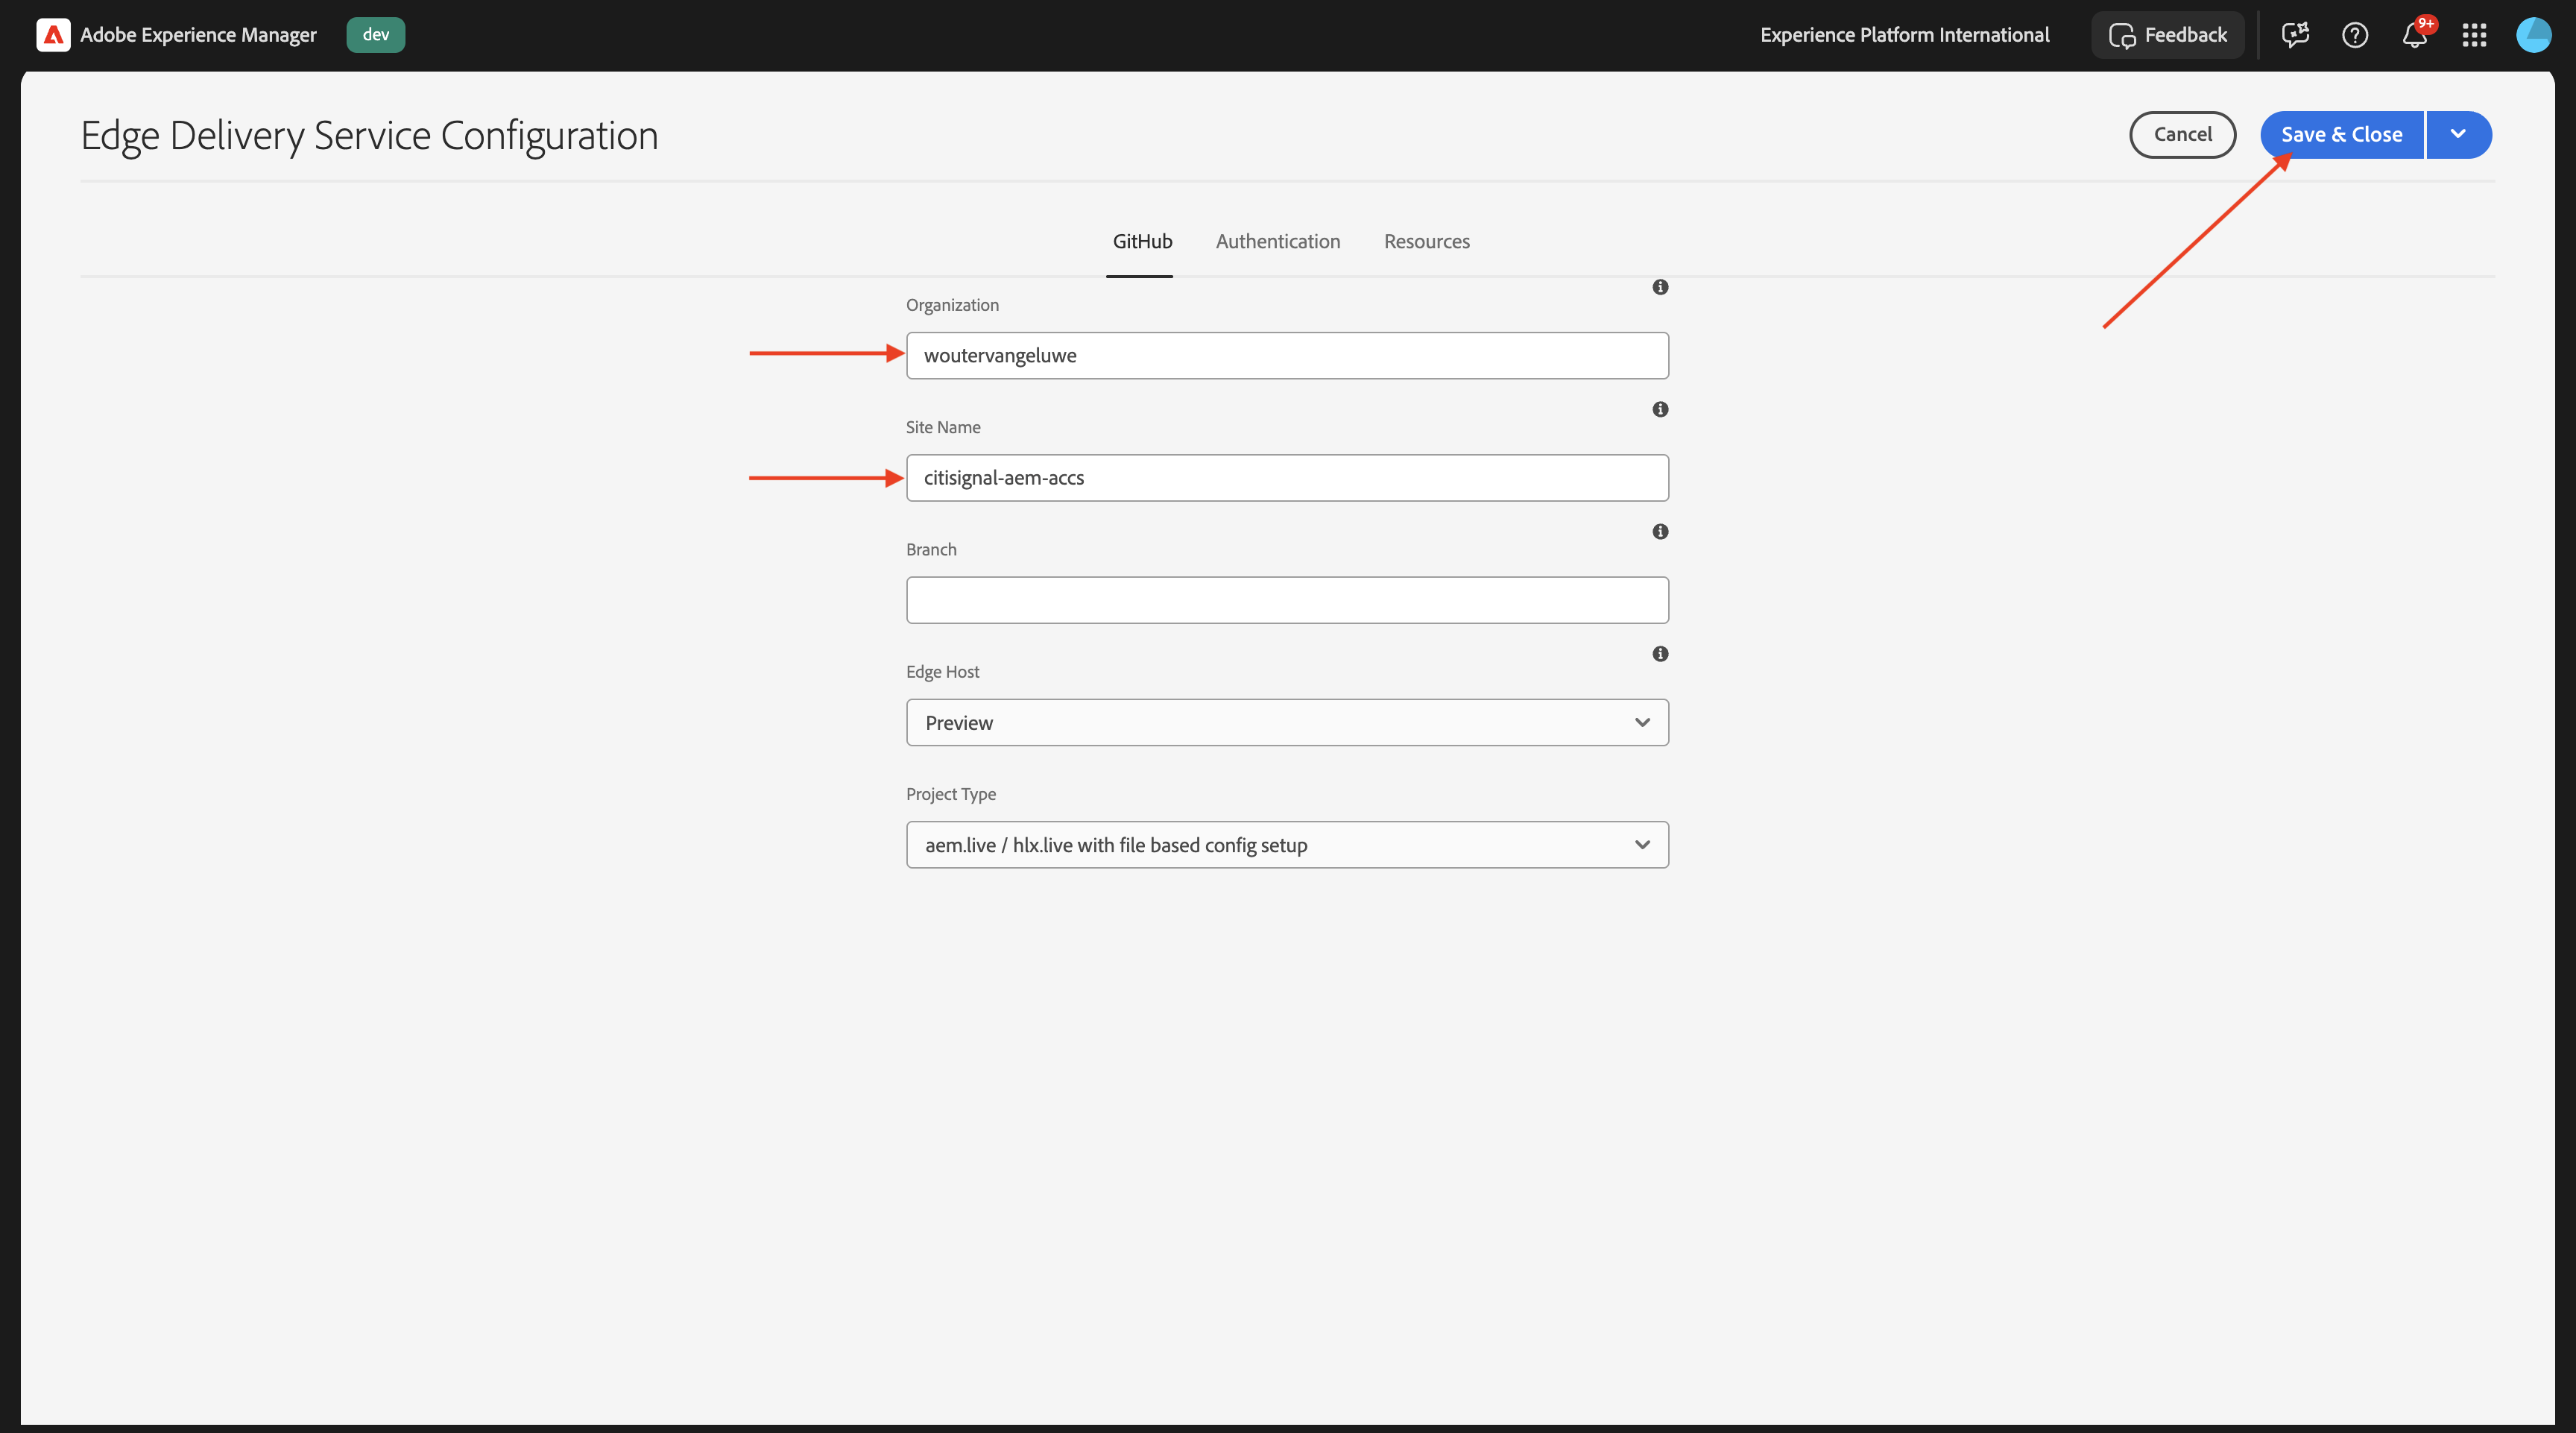 Adobe Experience Manager dev Experience Platform International Feedback 9+
Edge Delivery Service Configuration Cancel Save & Close
GitHub Authentication Resources
Organization
woutervangeluwe
Site Name
citisignal-aem-accs
Branch
Edge Host
Preview
Project Type
aem.live / hlx.live with file based config setup